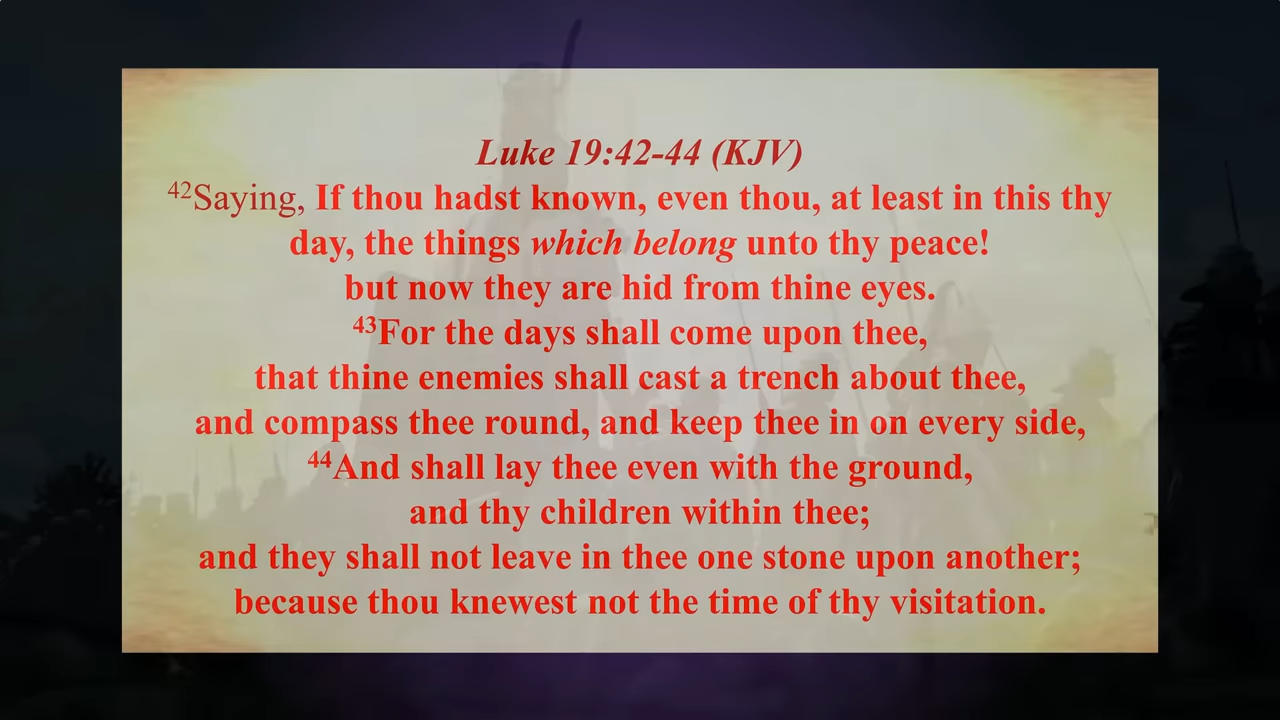 Luke 19:42-44 (KJV)
42Saying, If thou hadst known, even thou, at least in this thy
day, the things which belong unto thy peace!
but now they are hid from thine eyes.
43For the days shall come upon thee,
that thine enemies shall cast a trench about thee,
and compass thee round, and keep thee in on every side,
44And shall lay thee even with the ground,
and thy children within thee;
and they shall not leave in thee one stone upon another;
because thou knewest not the time of thy visitation.